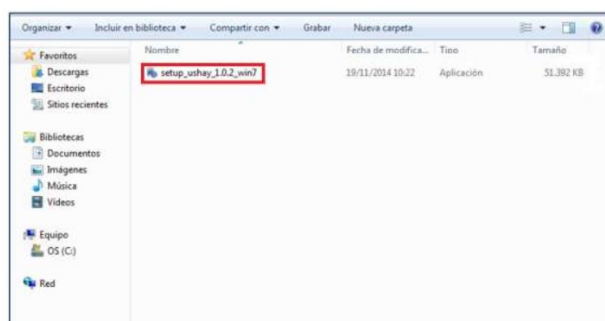 Organizar Incluir en biblioteca Compartir con Grabar Nueva carpeta
Favoritos
Descargas
Escritorio
Sitios recientes
Bibliotecas
Documentos
Imágenes
Música
Vídeos
Equipo
OS (C:)
Red
Nombre Fecha de modifica... Tipo Tamaño
setup_ushay_1.0.2_win7 19/11/2014 10:22 Aplicación 51.392 KB